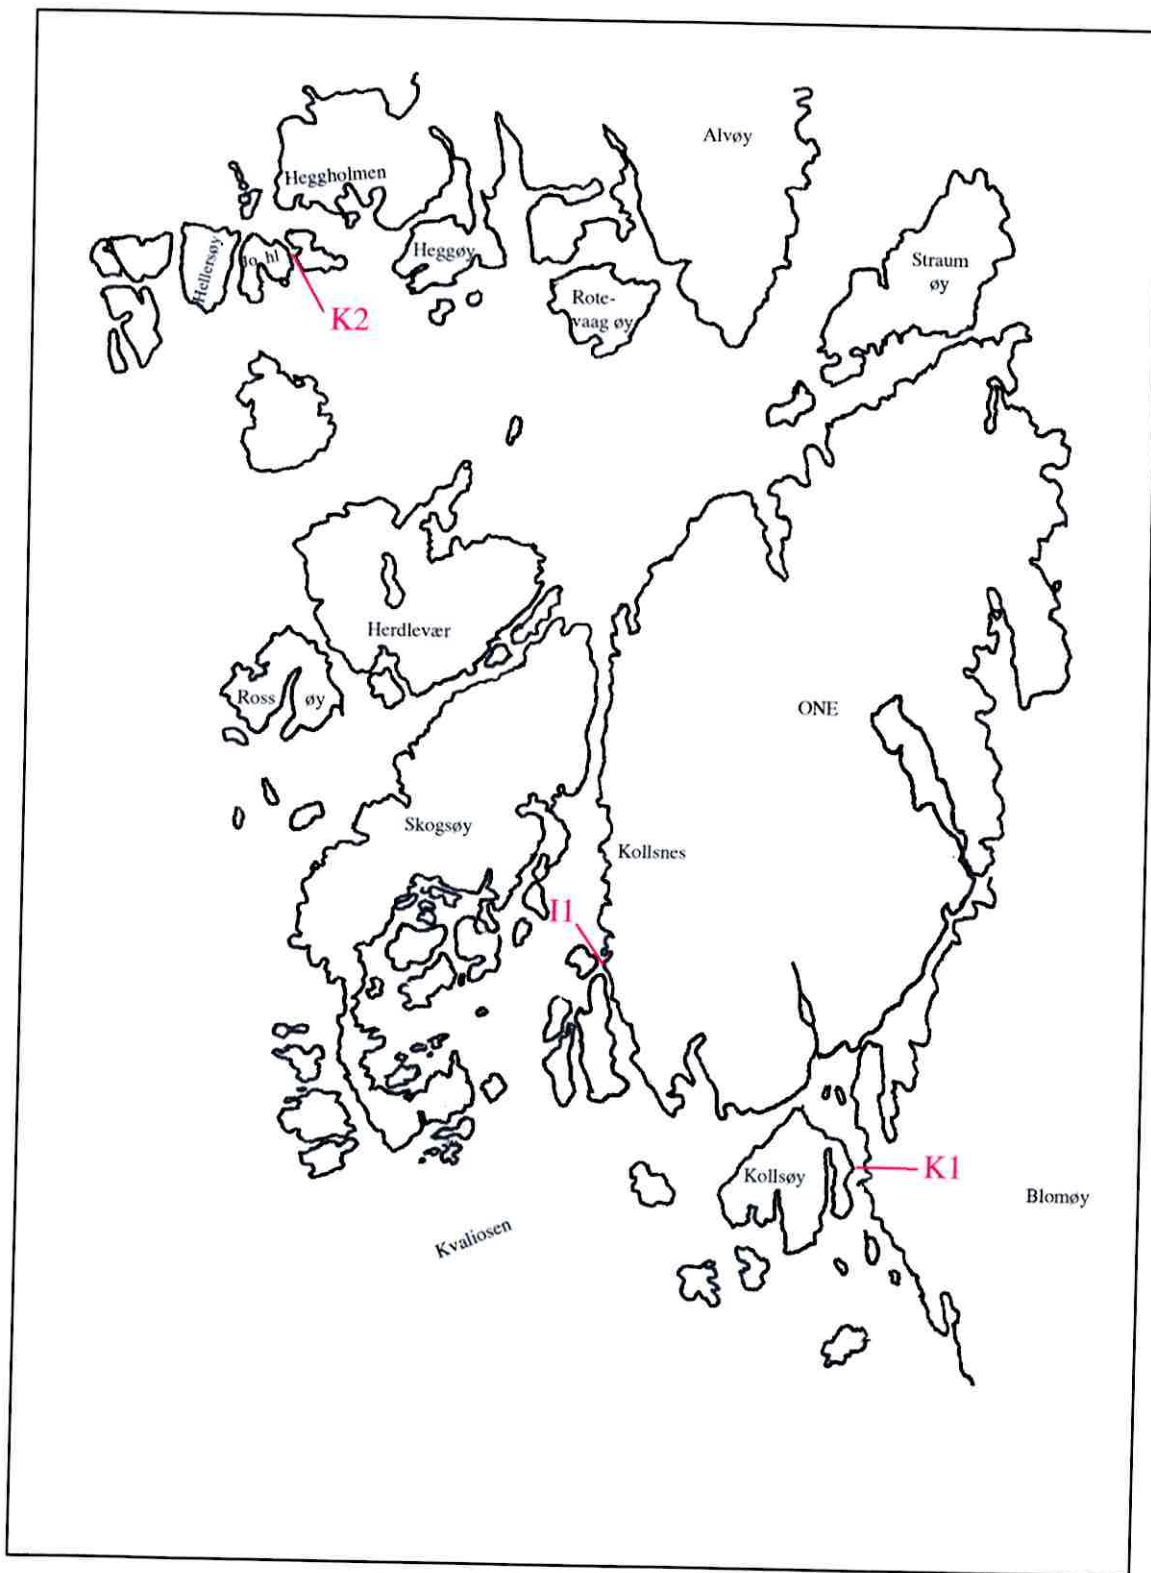 Alvøy
Heggholmen
Heggøy
Straum
øy
Hellersøy
Jo hl
Rote-
vaag øy
K2
Herdlevær
Ross øy
ONE
Skogsøy
Kollsnes
I1
K1
Kollsøy
Blomøy
Kvaliosen